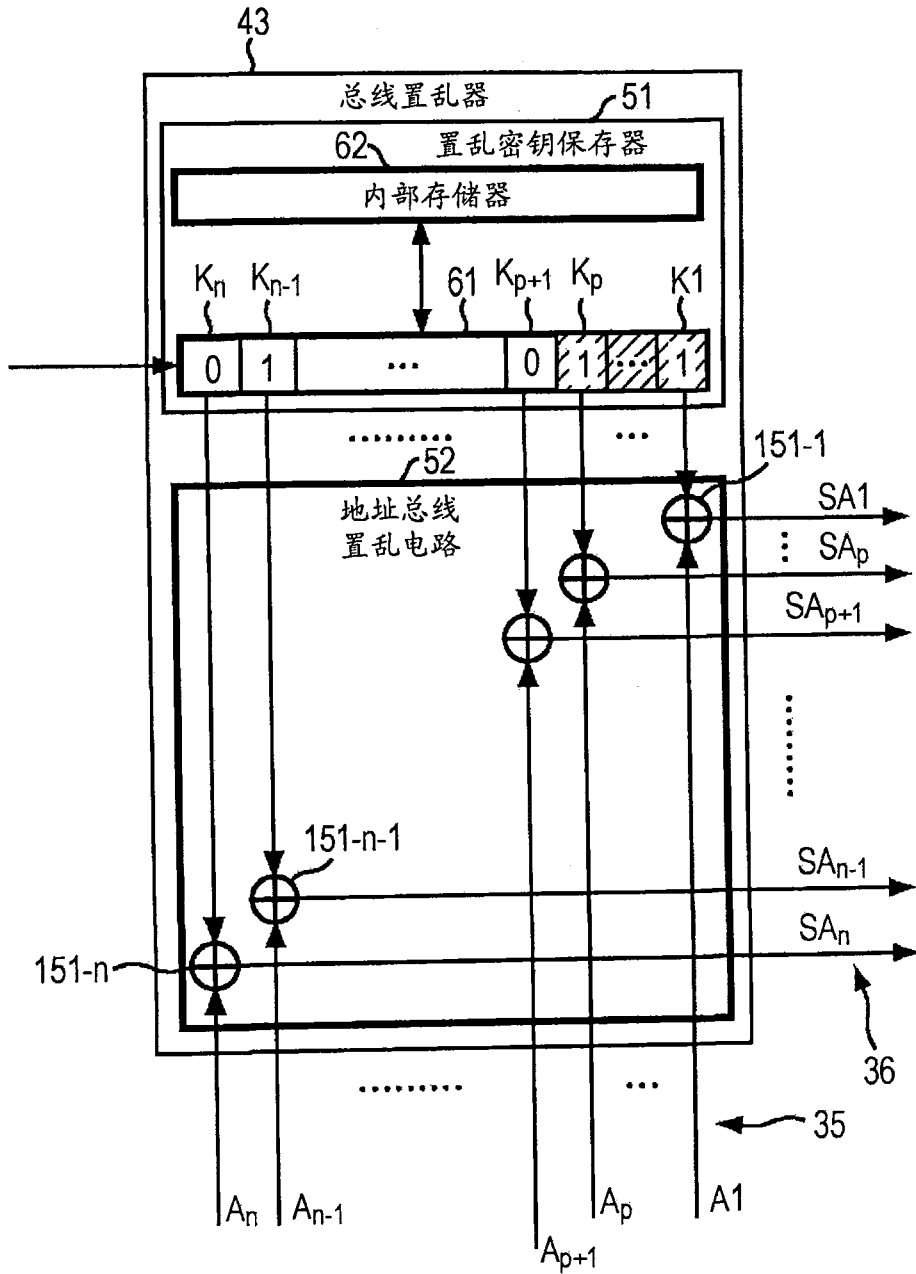 43
总线置乱器
51
置乱密钥保存器
62
内部存储器
Kn Kn-1 61 Kp+1 Kp K1
0 1 ... 0 1 ... 1
......... ...
52
151-1
地址总线
置乱电路
SA1
...
SAp
SAp+1
........
151-n-1
SAn-1
151-n
SAn
36
......... ...
35
An An-1 Ap+1 Ap A1